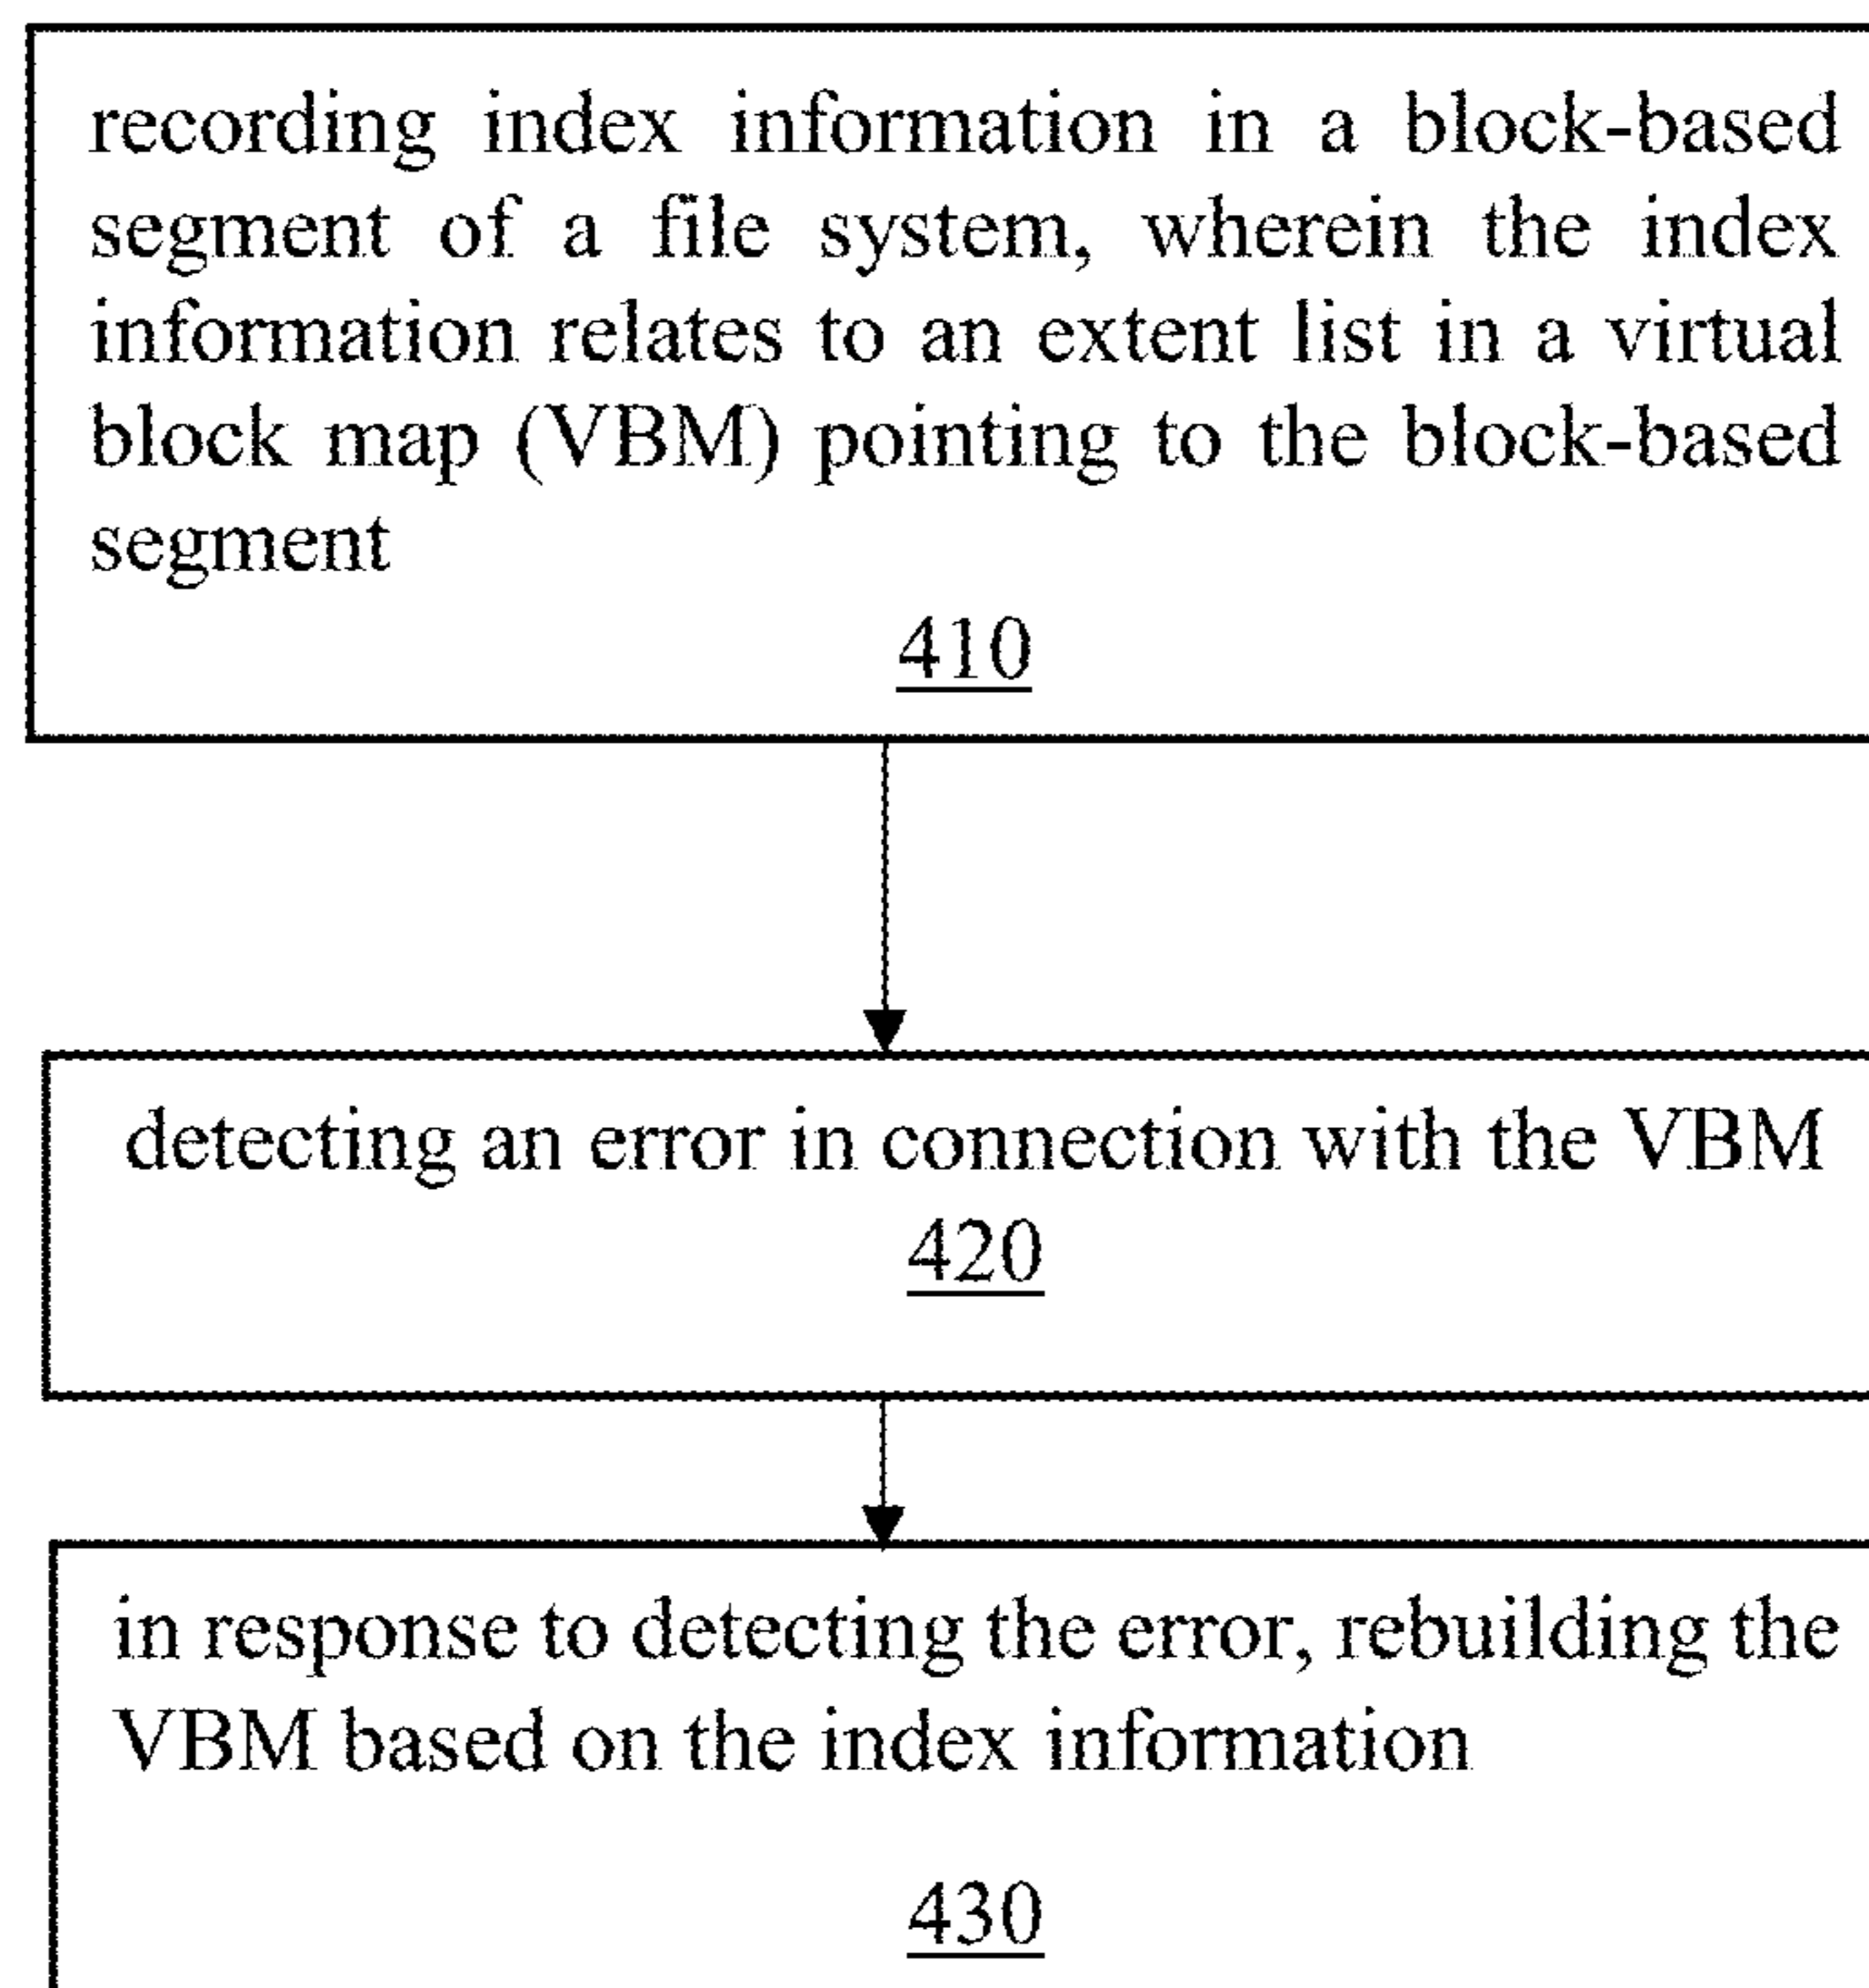 recording index information in a block-based
segment of a file system, wherein the index
information relates to an extent list in a virtual
block map (VBM) pointing to the block-based
segment
410
detecting an error in connection with the VBM
420
in response to detecting the error, rebuilding the
VBM based on the index information
430